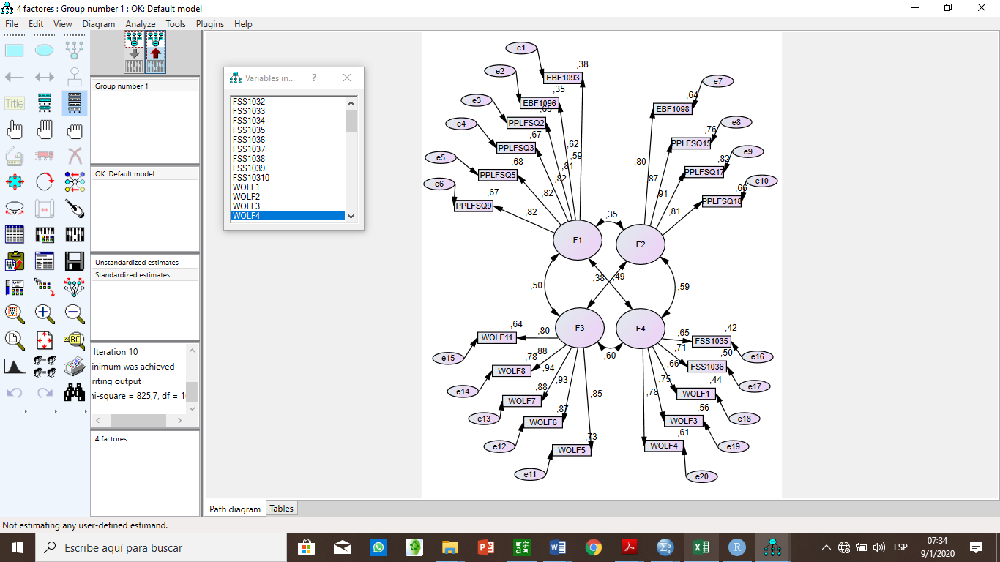 4 factores : Group number 1 : OK: Default model
File Edit View Diagram Analyze Tools Plugins Help
Title
Group number 1
OK: Default model
Unstandardized estimates
Standardized estimates
Iteration 10
inimum was achieved
riting output
hi-square = 825,7, df = 1
4 factores
Variables in...
?
FSS1032
FSS1033
FSS1034
FSS1035
FSS1036
FSS1037
FSS1038
FSS1039
FSS10310
WOLF1
WOLF2
WOLF3
WOLF4
e1
,38
EBF1093
e2
,35
EBF1096
e3
,65
PPLFSQ2
e4
,67
PPLFSQ3
e5
,68
PPLFSQ5
e6
,67
PPLFSQ9
,62
,59
,81
,82
,82
,82
e7
,64
EBF1098
e8
,76
PPLFSQ15
e9
,82
PPLFSQ17
e10
,66
PPLFSQ18
,80
,87
,91
,81
F1
,35
F2
,50
,38
,49
,59
F3
,60
F4
,64
WOLF11
,80
e15
,78
,88
WOLF8
e14
,94
,88
WOLF7
e13
,93
,87
WOLF6
e12
,85
,73
WOLF5
e11
,42
,65
FSS1035
e16
,71
,50
FSS1036
e17
,66
,44
WOLF1
e18
,75
,56
WOLF3
e19
,78
,61
WOLF4
e20
Path diagram Tables
Not estimating any user-defined estimand.
Escribe aquí para buscar
ESP
07:34
9/1/2020